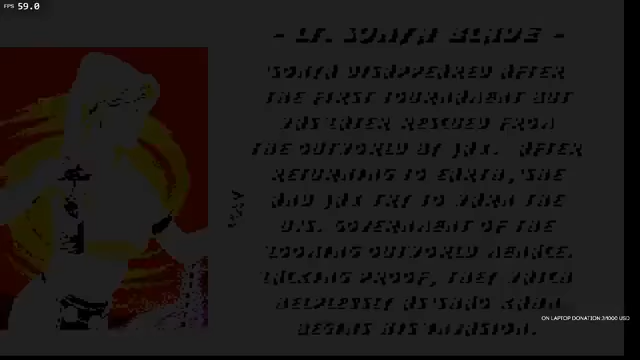 FPS 59.0
- LT. SONYA BLADE -
SONYA DISAPPEARED AFTER
THE FIRST TOURNAMENT BUT
WAS LATER RESCUED FROM
THE OUTWORLD BY JAX. AFTER
RETURNING TO EARTH, SHE
AND JAX TRY TO WARN THE
U.S. GOVERNMENT OF THE
LOOMING OUTWORLD MENACE.
LACKING PROOF, THEY WATCH
HELPLESSLY AS SHAO KAHN
BEGINS HIS INVASION.
ON LAPTOP DONATION 2/1000 USD